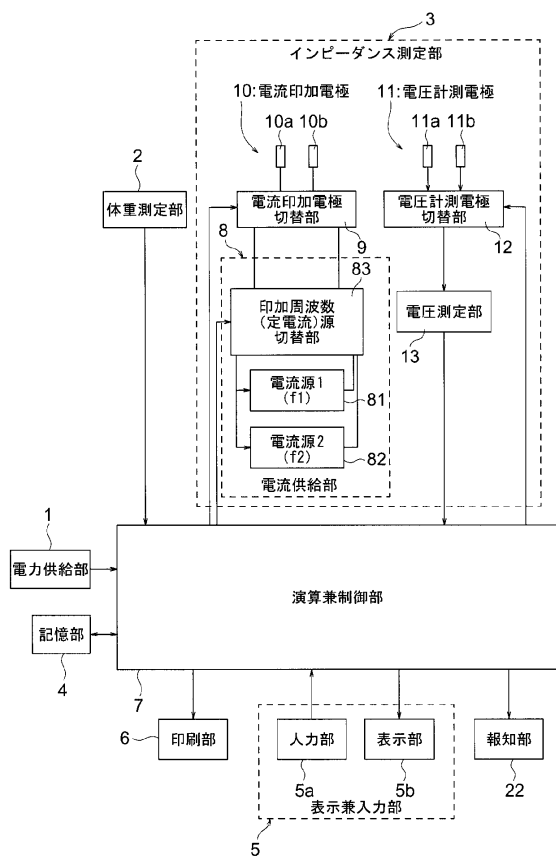 3
インピーダンス測定部
10:電流印加電極
10a 10b
11:電圧計測電極
11a 11b
2
体重測定部
電流印加電極
切替部
9
電圧計測電極
切替部
12
8
83
印加周波数
(定電流)源
切替部
電圧測定部
13
電流源1
(f1)
81
電流源2
(f2)
82
電流供給部
1
電力供給部
演算兼制御部
記憶部
4
7
6
印刷部
人力部
5a
表示部
5b
報知部
22
表示兼入力部
5